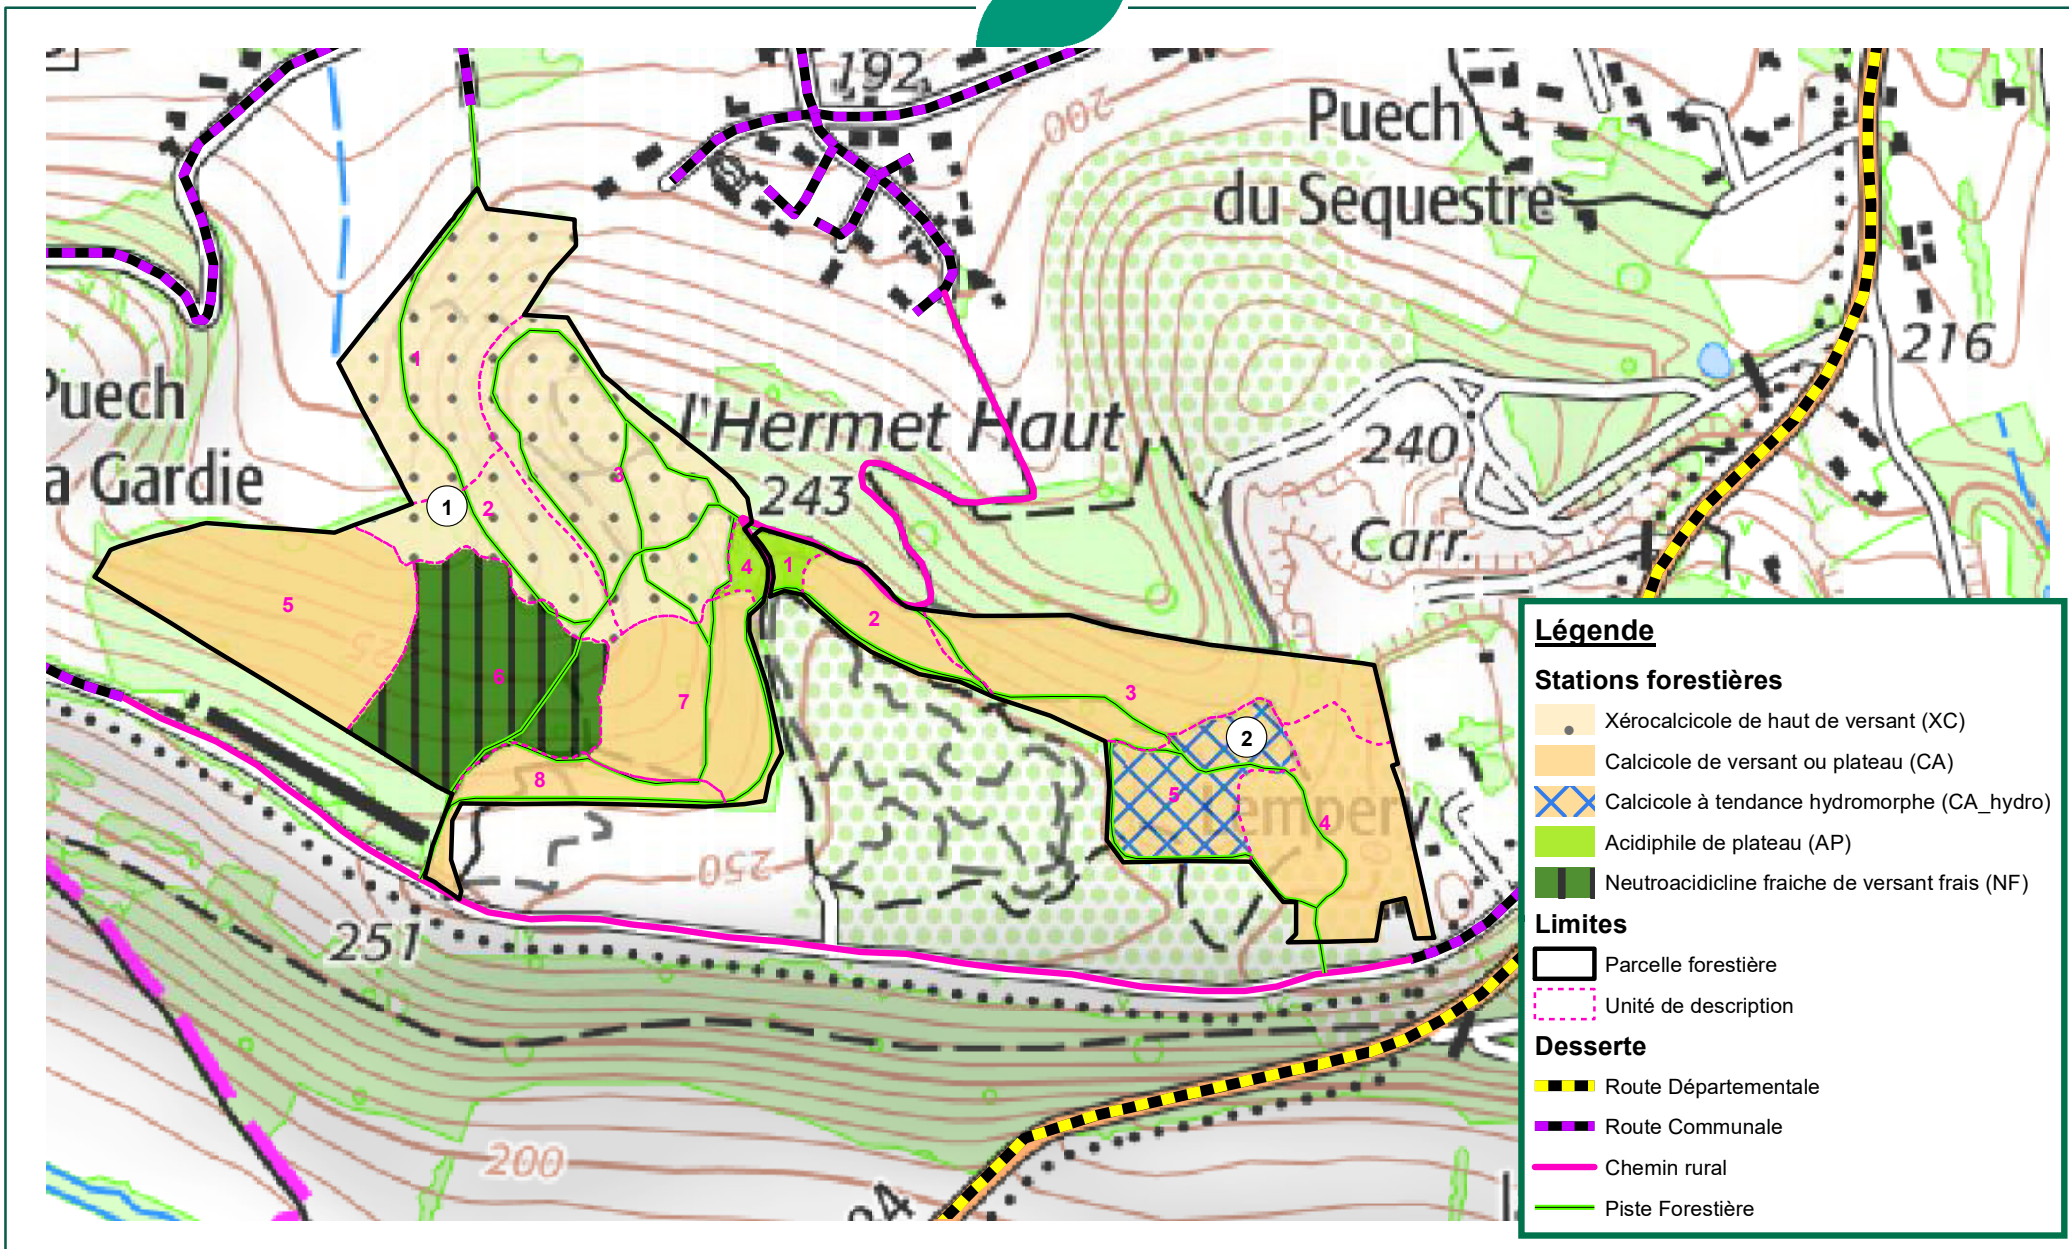 192
200
Puech
du Sequestre
216
Puech
a Gardie
l'Hermet Haut
243
240
Carr.
1
2
3
1
2
4
1
5
2
6
7
3
8
2
5
4
225
Lempery
250
251
200
Légende
Stations forestières
Xérocalcicole de haut de versant (XC)
Calcicole de versant ou plateau (CA)
Calcicole à tendance hydromorphe (CA_hydro)
Acidiphile de plateau (AP)
Neutroacidicline fraiche de versant frais (NF)
Limites
Parcelle forestière
Unité de description
Desserte
Route Départementale
Route Communale
Chemin rural
Piste Forestière